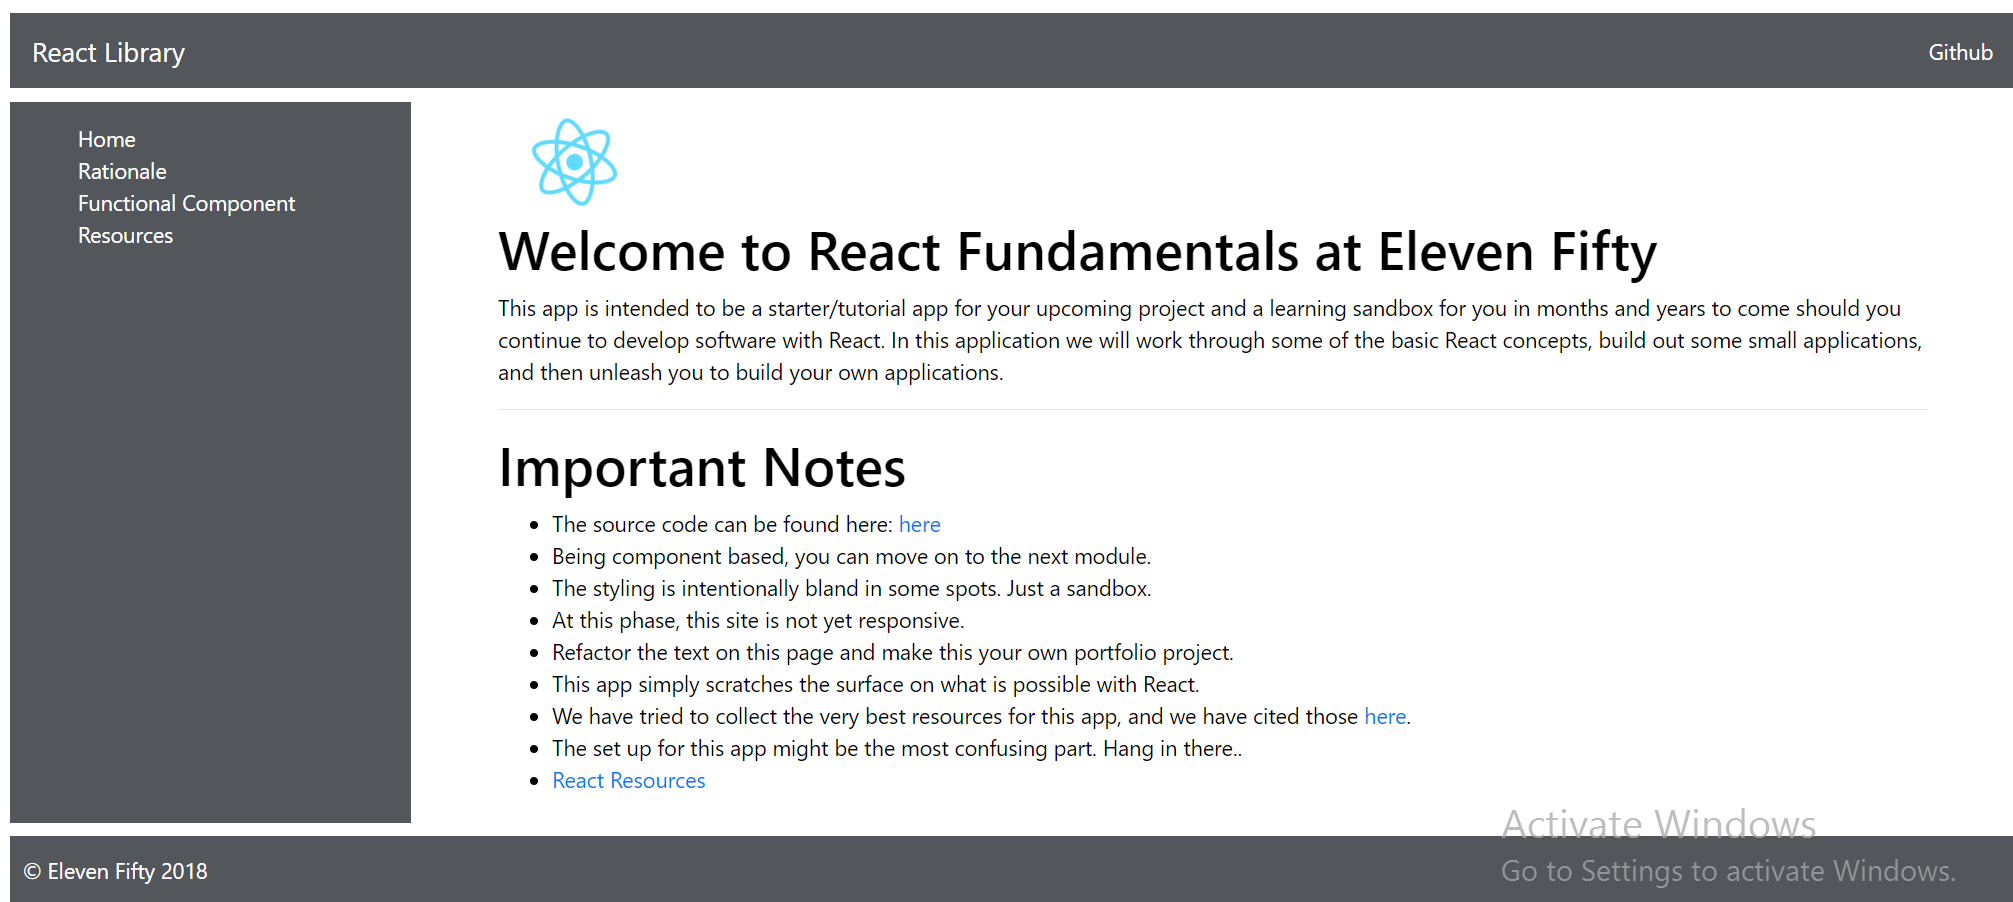 React Library
Github
Home
Rationale
Functional Component
Resources
Welcome to React Fundamentals at Eleven Fifty
This app is intended to be a starter/tutorial app for your upcoming project and a learning sandbox for you in months and years to come should you
continue to develop software with React. In this application we will work through some of the basic React concepts, build out some small applications,
and then unleash you to build your own applications.
Important Notes
The source code can be found here: here
Being component based, you can move on to the next module.
The styling is intentionally bland in some spots. Just a sandbox.
At this phase, this site is not yet responsive.
Refactor the text on this page and make this your own portfolio project.
This app simply scratches the surface on what is possible with React.
We have tried to collect the very best resources for this app, and we have cited those here.
The set up for this app might be the most confusing part. Hang in there..
React Resources
Activate Windows
Go to Settings to activate Windows.
© Eleven Fifty 2018